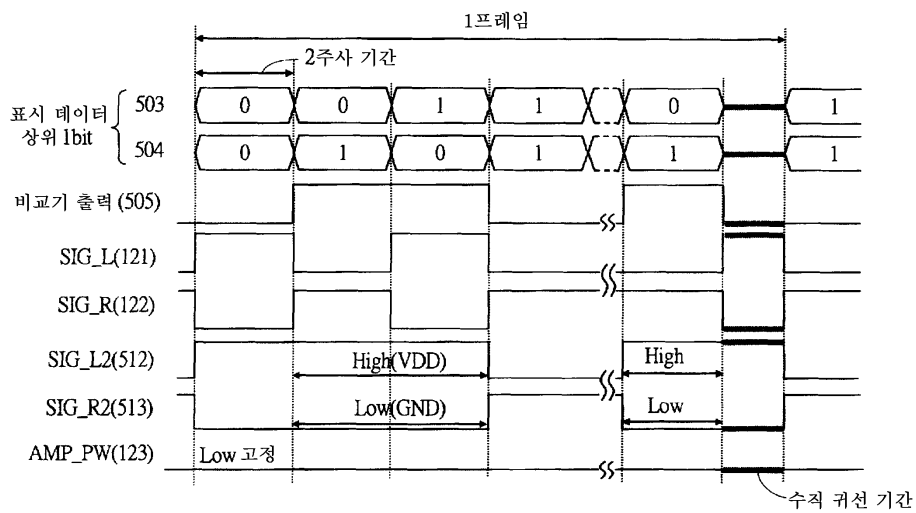 1프레임
2주사 기간
표시 데이터 상위 1bit
503 0 0 1 1 0 1
504 0 1 0 1 1 1
비교기 출력 (505)
SIG_L(121)
SIG_R(122)
SIG_L2(512) High(VDD) High
SIG_R2(513) Low(GND) Low
AMP_PW(123) Low 고정
수직 귀선 기간